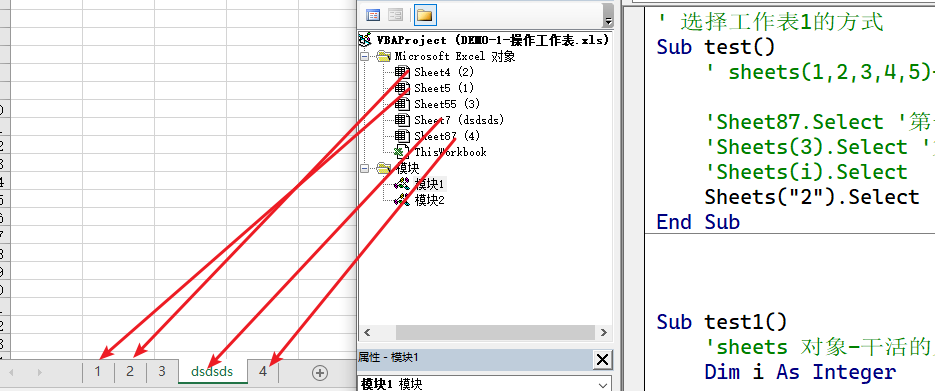 VBAProject (DEMO-1-操作工作表.xls)
Microsoft Excel 对象
Sheet4 (2)
Sheet5 (1)
Sheet55 (3)
Sheet7 (dsdsds)
Sheet87 (4)
ThisWorkbook
模块
模块1
模块2
属性 - 模块1
模块1 模块
1
2
3
dsdsds
4
' 选择工作表1的方式
Sub test()
' sheets(1,2,3,4,5)
'Sheet87.Select '第
'Sheets(3).Select '
'Sheets(i).Select
Sheets("2").Select
End Sub
Sub test1()
'sheets 对象-干活的
Dim i As Integer